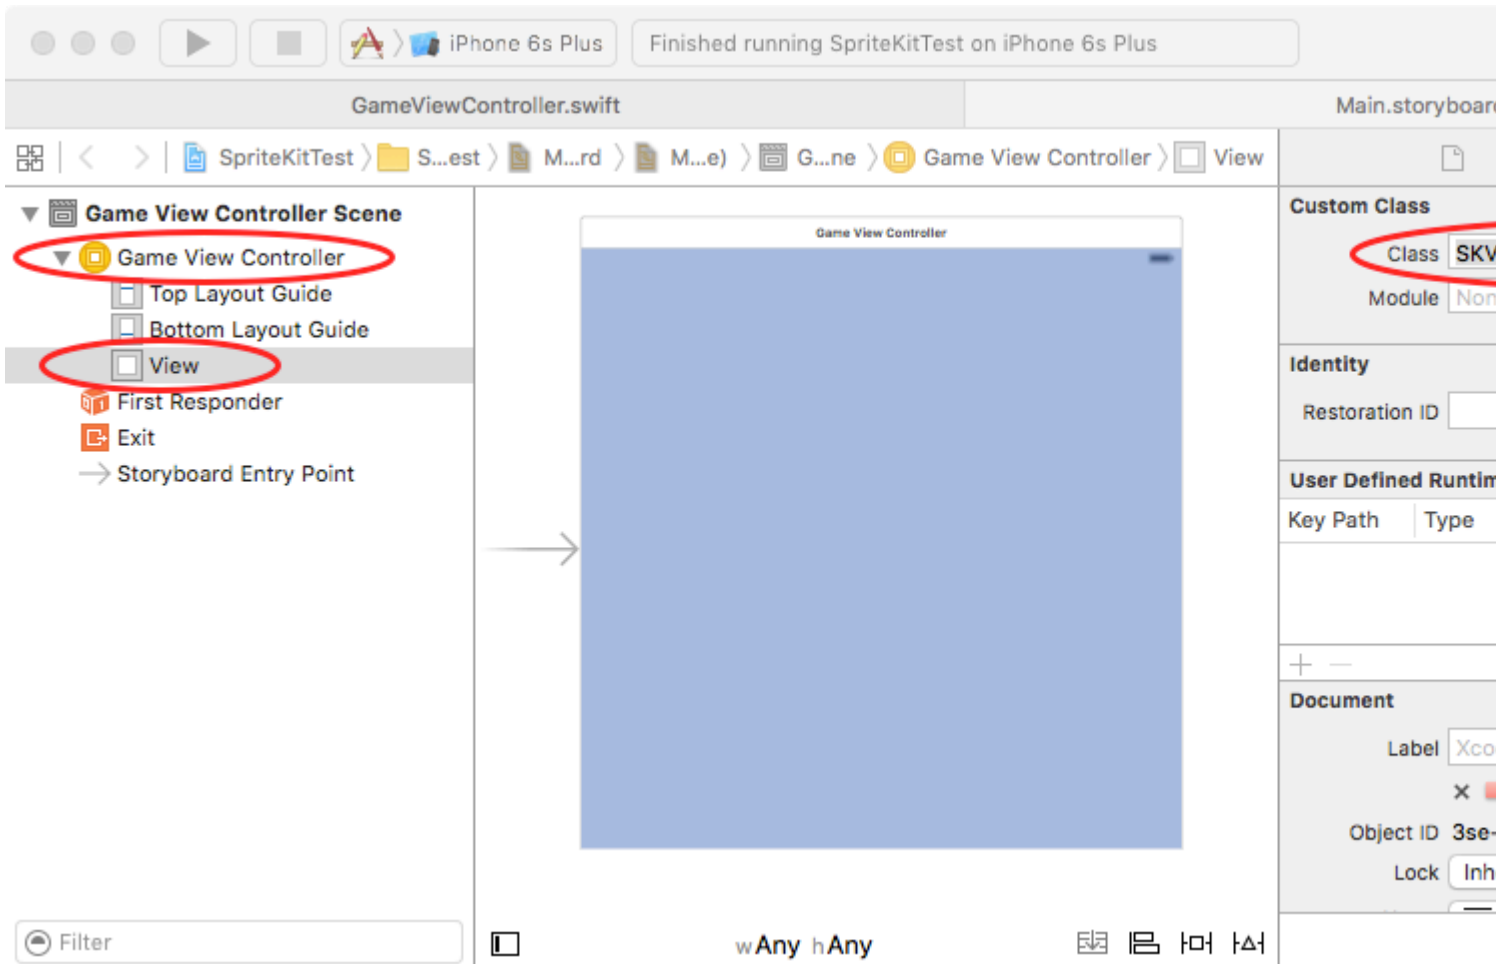 iPhone 6s Plus
Finished running SpriteKitTest on iPhone 6s Plus
GameViewController.swift
Main.storyboard
SpriteKitTest S...est M...rd M...e) G...ne Game View Controller View
Game View Controller Scene
Game View Controller
Top Layout Guide
Bottom Layout Guide
View
First Responder
Exit
Storyboard Entry Point
Filter
Game View Controller
w Any h Any
Custom Class
Class SKV
Module Non
Identity
Restoration ID
User Defined Runtim
Key Path Type
Document
Label Xco
Object ID 3se-
Lock Inh